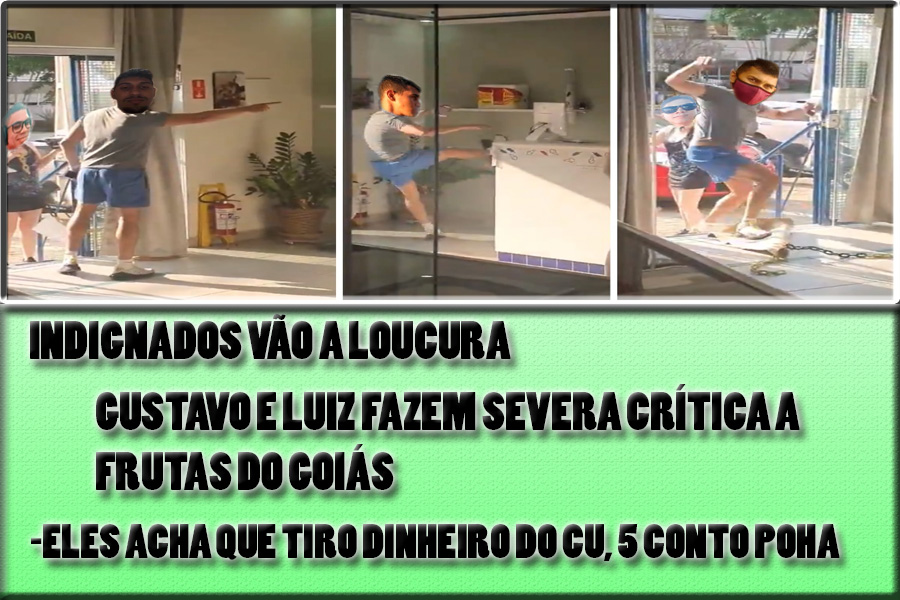 AÍDA
INDIGNADOS VÃO A LOUCURA
GUSTAVO E LUIZ FAZEM SEVERA CRÍTICA A
FRUTAS DO GOIÁS
-ELES ACHA QUE TIRO DINHEIRO DO CU, 5 CONTO POHA